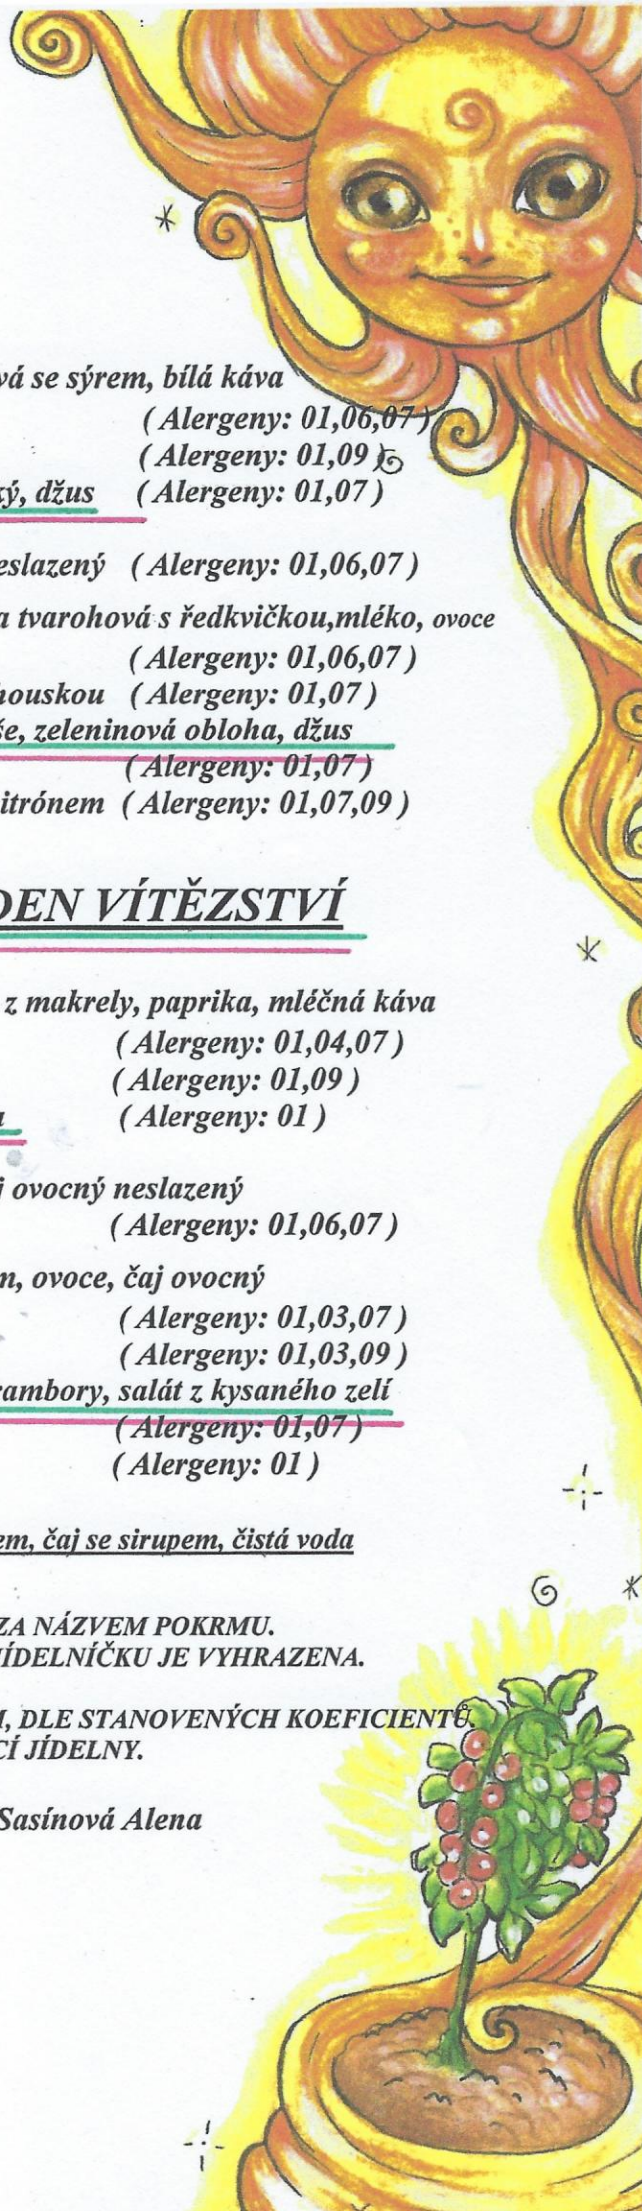 vá se sýrem, bílá káva
( Alergeny: 01,06,07 )
( Alergeny: 01,09 )
ký, džus ( Alergeny: 01,07 )
eslazený ( Alergeny: 01,06,07 )
a tvarohová s ředkvičkou,mléko, ovoce
( Alergeny: 01,06,07 )
houskou ( Alergeny: 01,07 )
še, zeleninová obloha, džus
( Alergeny: 01,07 )
itrónem ( Alergeny: 01,07,09 )
DEN VÍTĚZSTVÍ
z makrely, paprika, mléčná káva
( Alergeny: 01,04,07 )
( Alergeny: 01,09 )
a ( Alergeny: 01 )
j ovocný neslazený
( Alergeny: 01,06,07 )
n, ovoce, čaj ovocný
( Alergeny: 01,03,07 )
( Alergeny: 01,03,09 )
rambory, salát z kysaného zelí
( Alergeny: 01,07 )
( Alergeny: 01 )
em, čaj se sirupem, čistá voda
ZA NÁZVEM POKRMU.
JÍDELNÍČKU JE VYHRAZENA.
M, DLE STANOVENÝCH KOEFICIENTŮ.
CÍ JÍDELNY.
Sasínová Alena